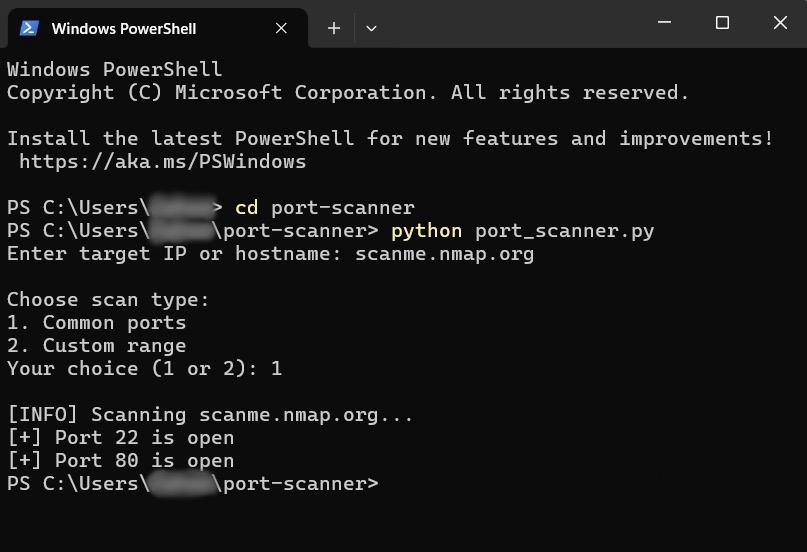 Windows PowerShell
Windows PowerShell
Copyright (C) Microsoft Corporation. All rights reserved.
Install the latest PowerShell for new features and improvements!
https://aka.ms/PSWindows
PS C:\Users\> cd port-scanner
PS C:\Users\\port-scanner> python port_scanner.py
Enter target IP or hostname: scanme.nmap.org
Choose scan type:
1. Common ports
2. Custom range
Your choice (1 or 2): 1
[INFO] Scanning scanme.nmap.org...
[+] Port 22 is open
[+] Port 80 is open
PS C:\Users\\port-scanner>